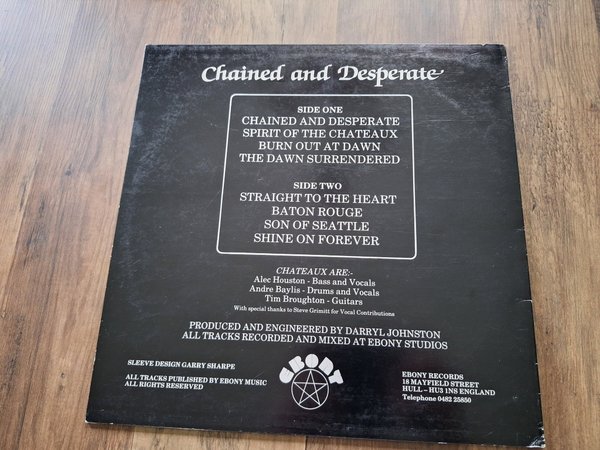 Chained and Desperate
SIDE ONE
CHAINED AND DESPERATE
SPIRIT OF THE CHATEAUX
BURN OUT AT DAWN
THE DAWN SURRENDERED
SIDE TWO
STRAIGHT TO THE HEART
BATON ROUGE
SON OF SEATTLE
SHINE ON FOREVER
CHATEAUX ARE:-
Alec Houston - Bass and Vocals
Andre Baylis - Drums and Vocals
Tim Broughton - Guitars
With special thanks to Steve Grimitt for Vocal Contributions
PRODUCED AND ENGINEERED BY DARRYL JOHNSTON
ALL TRACKS RECORDED AND MIXED AT EBONY STUDIOS
SLEEVE DESIGN GARRY SHARPE
ALL TRACKS PUBLISHED BY EBONY MUSIC
ALL RIGHTS RESERVED
EBONY
EBONY RECORDS
18 MAYFIELD STREET
HULL - HU3 1NS ENGLAND
Telephone 0482 25850